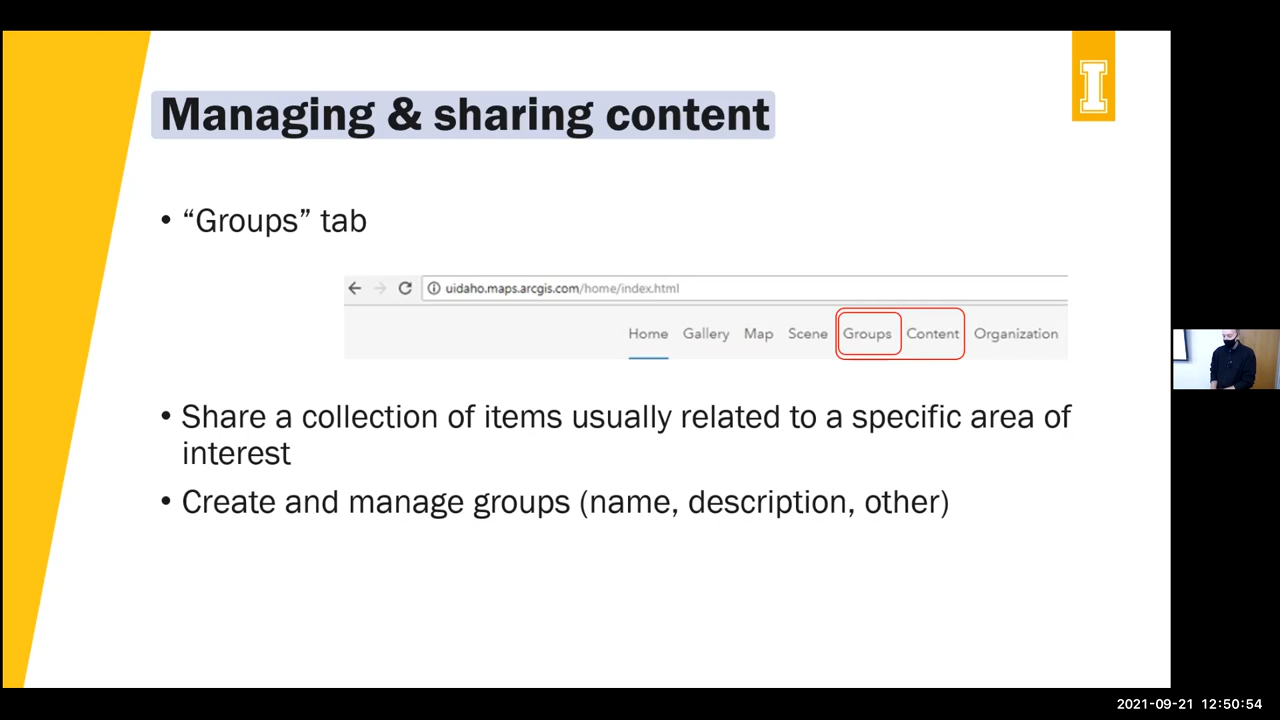 I
Managing & sharing content
• “Groups” tab
uidaho.maps.arcgis.com/home/index.html
Home Gallery Map Scene Groups Content Organization
• Share a collection of items usually related to a specific area of
interest
• Create and manage groups (name, description, other)
2021-09-21 12:50:54